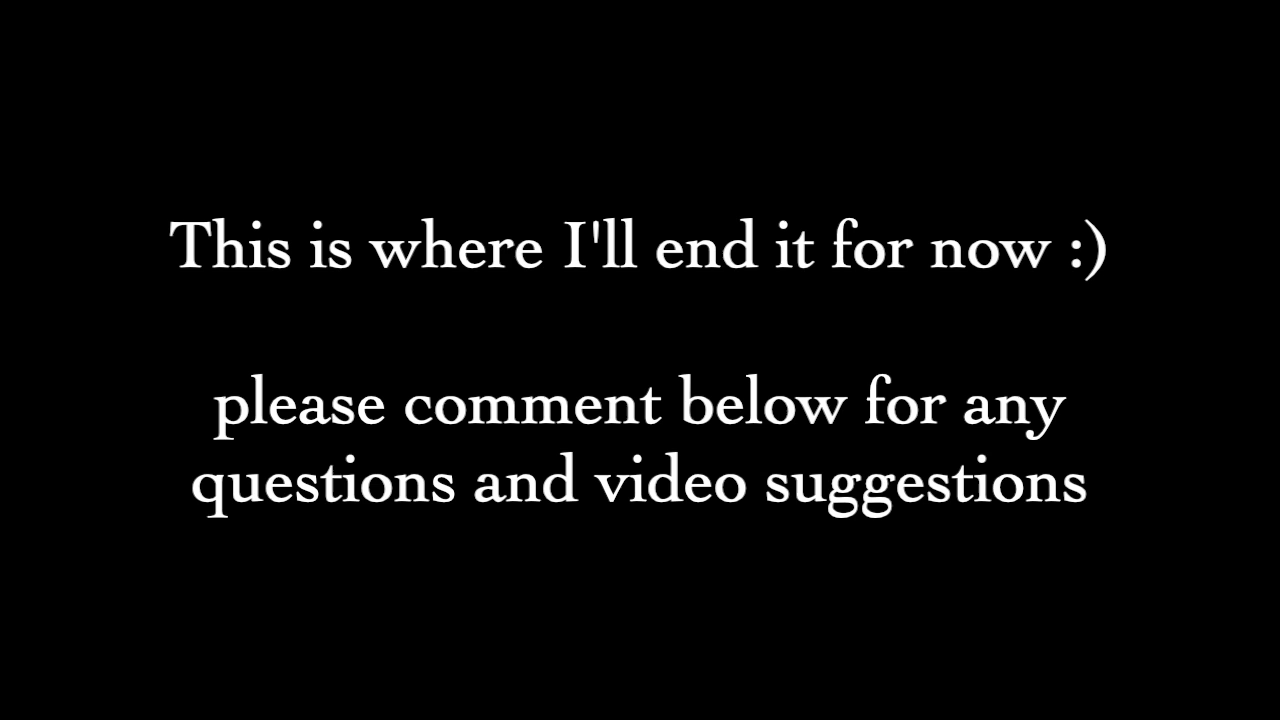 This is where I'll end it for now :)
please comment below for any
questions and video suggestions